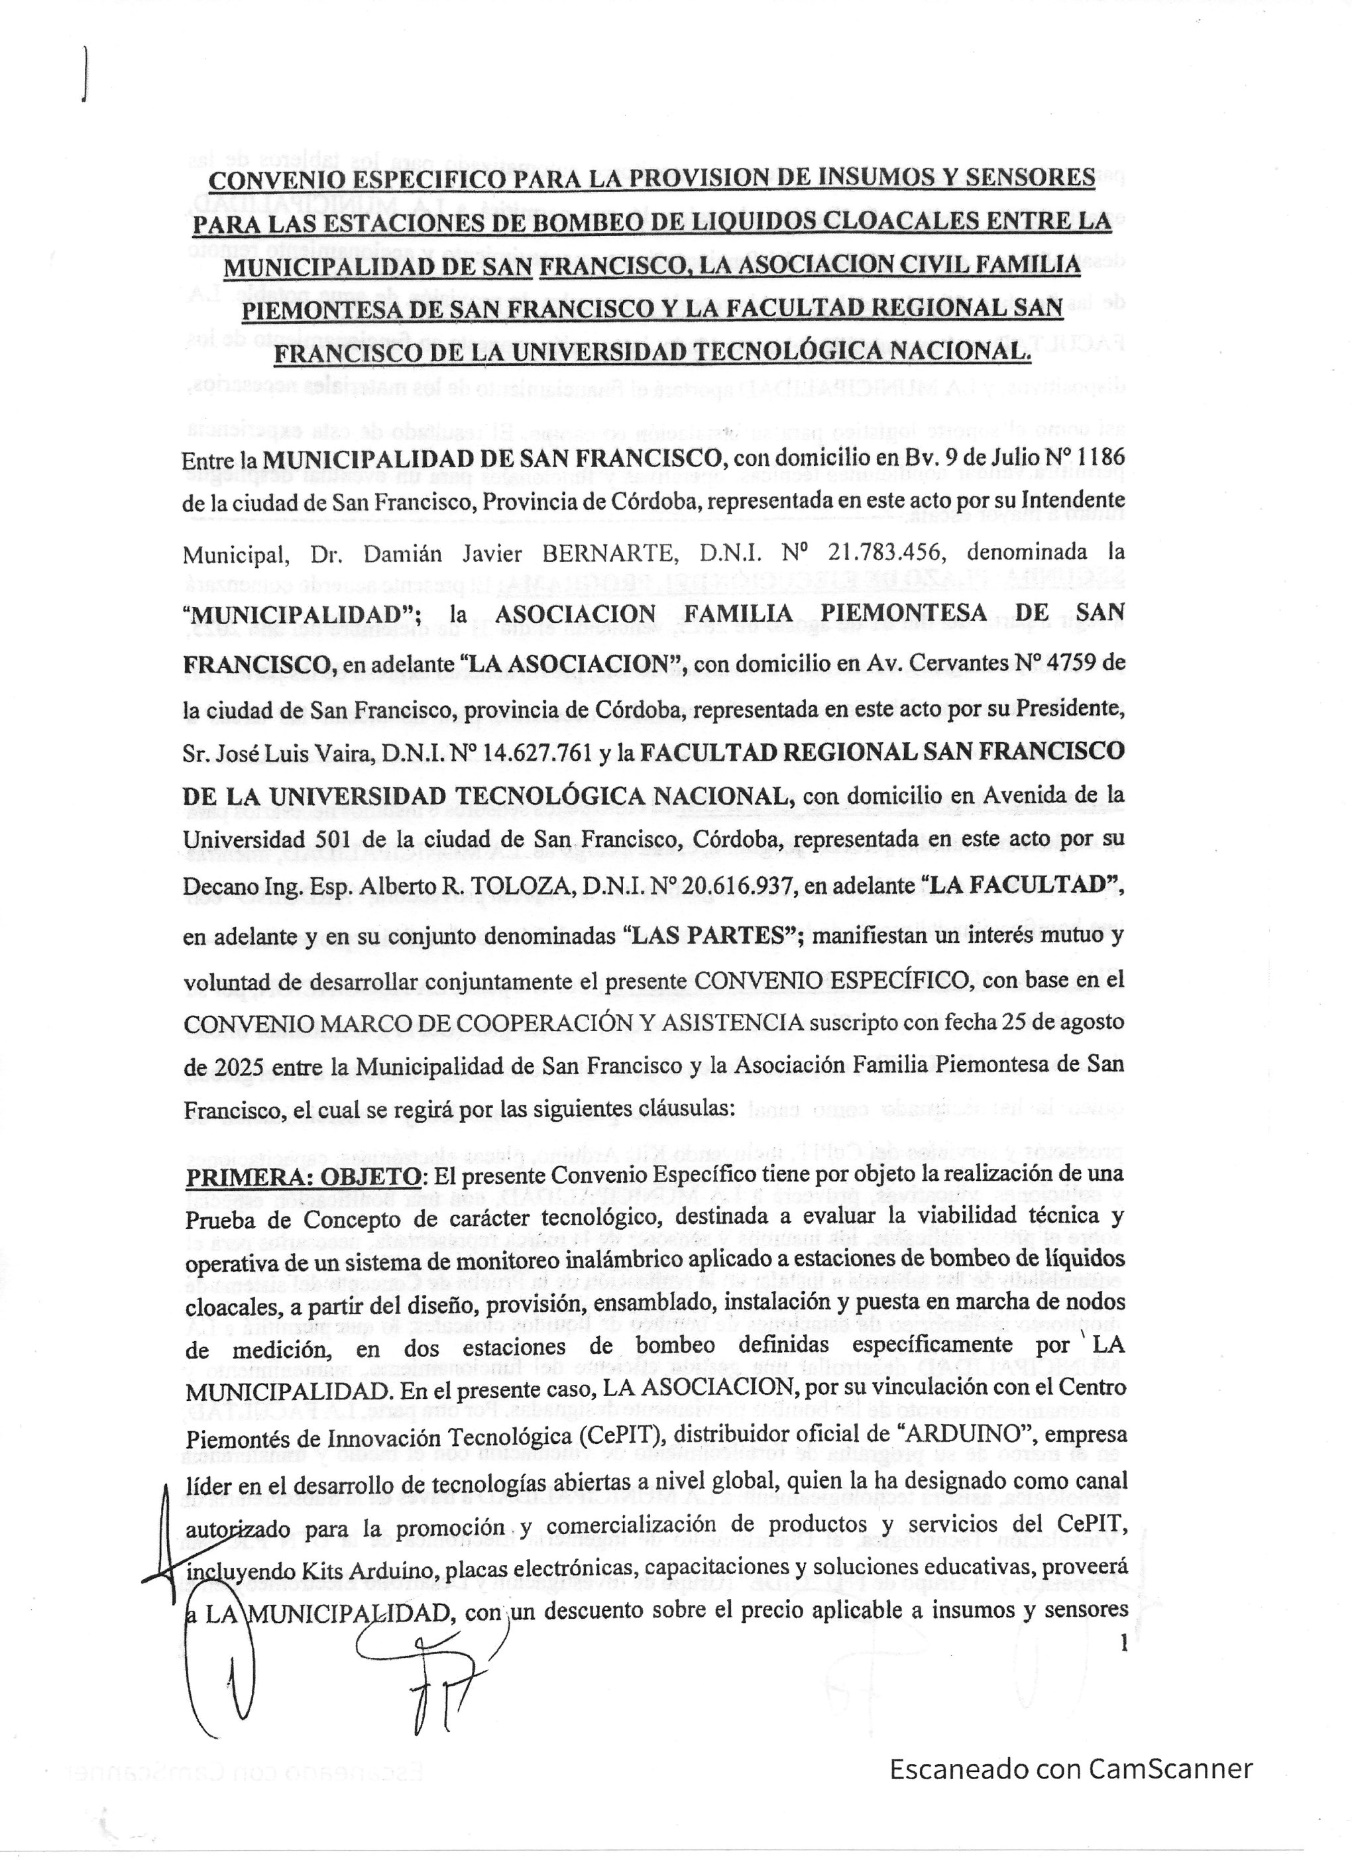 CONVENIO ESPECIFICO PARA LA PROVISION DE INSUMOS Y SENSORES
PARA LAS ESTACIONES DE BOMBEO DE LIQUIDOS CLOACALES ENTRE LA
MUNICIPALIDAD DE SAN FRANCISCO, LA ASOCIACION CIVIL FAMILIA
PIEMONTESA DE SAN FRANCISCO Y LA FACULTAD REGIONAL SAN
FRANCISCO DE LA UNIVERSIDAD TECNOLÓGICA NACIONAL.
Entre la MUNICIPALIDAD DE SAN FRANCISCO, con domicilio en Bv. 9 de Julio Nº 1186
de la ciudad de San Francisco, Provincia de Córdoba, representada en este acto por su Intendente
Municipal, Dr. Damián Javier BERNARTE, D.N.I. Nº 21.783.456, denominada la
“MUNICIPALIDAD”; la ASOCIACION FAMILIA PIEMONTESA DE SAN
FRANCISCO, en adelante “LA ASOCIACION”, con domicilio en Av. Cervantes Nº 4759 de
la ciudad de San Francisco, provincia de Córdoba, representada en este acto por su Presidente,
Sr. José Luis Vaira, D.N.I. Nº 14.627.761 y la FACULTAD REGIONAL SAN FRANCISCO
DE LA UNIVERSIDAD TECNOLÓGICA NACIONAL, con domicilio en Avenida de la
Universidad 501 de la ciudad de San Francisco, Córdoba, representada en este acto por su
Decano Ing. Esp. Alberto R. TOLOZA, D.N.I. Nº 20.616.937, en adelante “LA FACULTAD”,
en adelante y en su conjunto denominadas “LAS PARTES”; manifiestan un interés mutuo y
voluntad de desarrollar conjuntamente el presente CONVENIO ESPECÍFICO, con base en el
CONVENIO MARCO DE COOPERACIÓN Y ASISTENCIA suscripto con fecha 25 de agosto
de 2025 entre la Municipalidad de San Francisco y la Asociación Familia Piemontesa de San
Francisco, el cual se regirá por las siguientes cláusulas:
PRIMERA: OBJETO: El presente Convenio Específico tiene por objeto la realización de una
Prueba de Concepto de carácter tecnológico, destinada a evaluar la viabilidad técnica y
operativa de un sistema de monitoreo inalámbrico aplicado a estaciones de bombeo de líquidos
cloacales, a partir del diseño, provisión, ensamblado, instalación y puesta en marcha de nodos
de medición, en dos estaciones de bombeo definidas específicamente por LA
MUNICIPALIDAD. En el presente caso, LA ASOCIACION, por su vinculación con el Centro
Piemontés de Innovación Tecnológica (CePIT), distribuidor oficial de “ARDUINO”, empresa
líder en el desarrollo de tecnologías abiertas a nivel global, quien la ha designado como canal
autorizado para la promoción y comercialización de productos y servicios del CePIT,
incluyendo Kits Arduino, placas electrónicas, capacitaciones y soluciones educativas, proveerá
a LA MUNICIPALIDAD, con un descuento sobre el precio aplicable a insumos y sensores
1
Escaneado con CamScanner